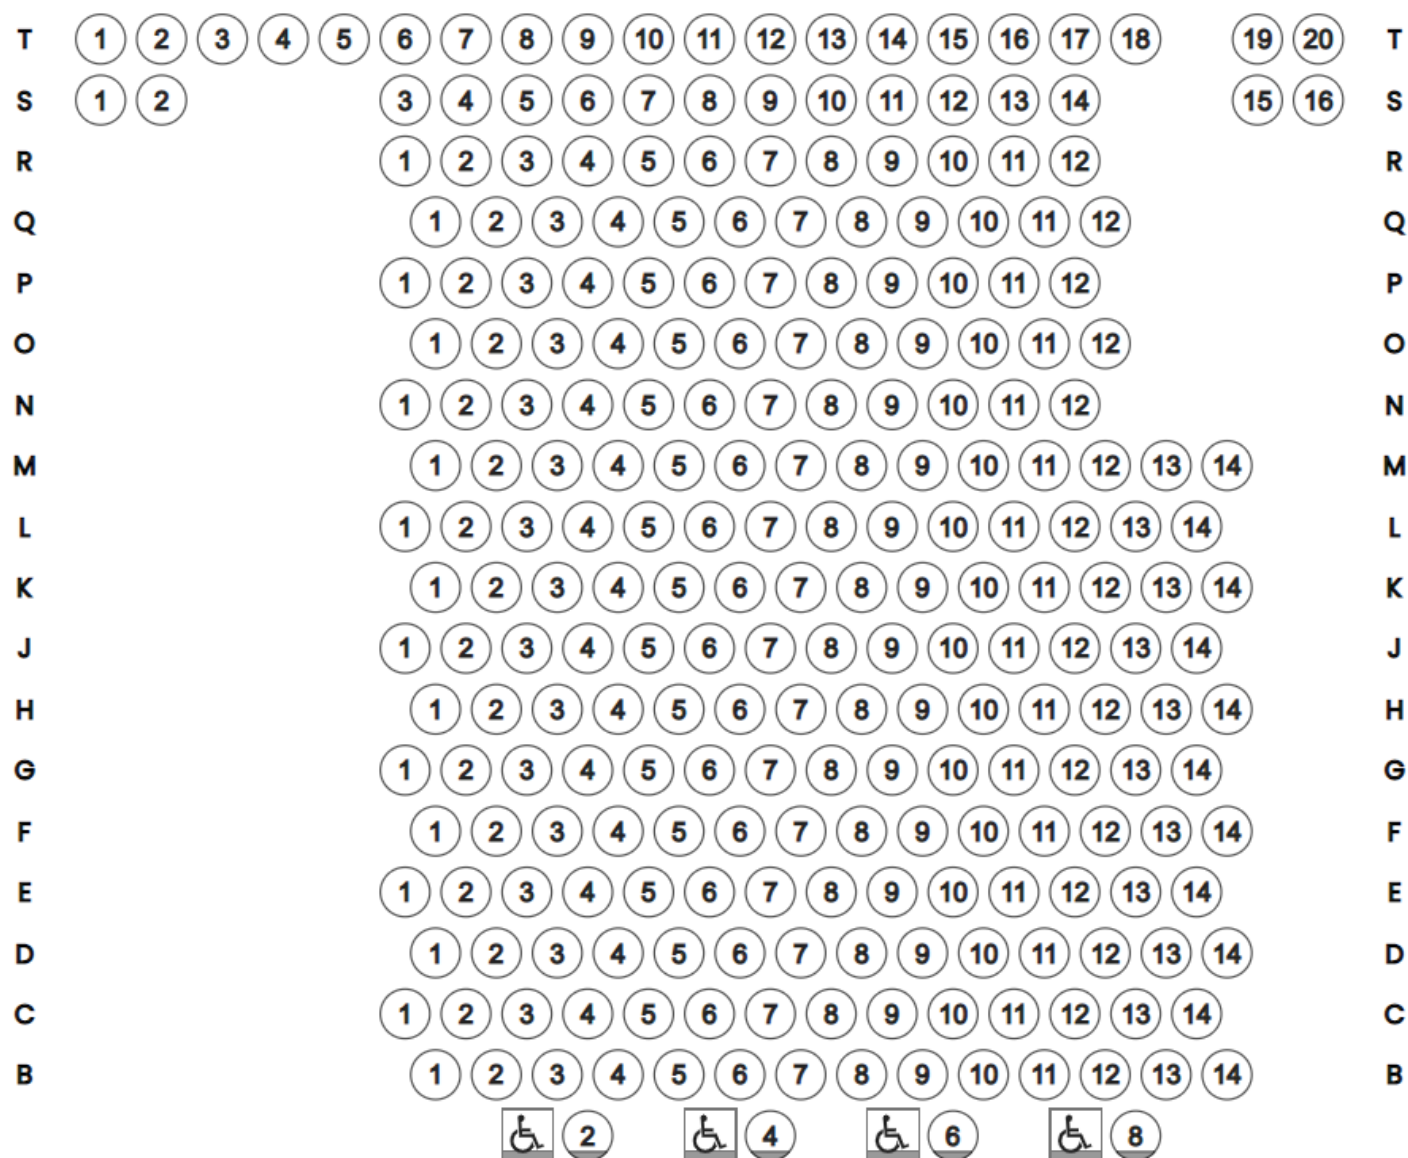 T 1 2 3 4 5 6 7 8 9 10 11 12 13 14 15 16 17 18 19 20 T
S 1 2 3 4 5 6 7 8 9 10 11 12 13 14 15 16 S
R 1 2 3 4 5 6 7 8 9 10 11 12 R
Q 1 2 3 4 5 6 7 8 9 10 11 12 Q
P 1 2 3 4 5 6 7 8 9 10 11 12 P
O 1 2 3 4 5 6 7 8 9 10 11 12 O
N 1 2 3 4 5 6 7 8 9 10 11 12 N
M 1 2 3 4 5 6 7 8 9 10 11 12 13 14 M
L 1 2 3 4 5 6 7 8 9 10 11 12 13 14 L
K 1 2 3 4 5 6 7 8 9 10 11 12 13 14 K
J 1 2 3 4 5 6 7 8 9 10 11 12 13 14 J
H 1 2 3 4 5 6 7 8 9 10 11 12 13 14 H
G 1 2 3 4 5 6 7 8 9 10 11 12 13 14 G
F 1 2 3 4 5 6 7 8 9 10 11 12 13 14 F
E 1 2 3 4 5 6 7 8 9 10 11 12 13 14 E
D 1 2 3 4 5 6 7 8 9 10 11 12 13 14 D
C 1 2 3 4 5 6 7 8 9 10 11 12 13 14 C
B 1 2 3 4 5 6 7 8 9 10 11 12 13 14 B
2 4 6 8